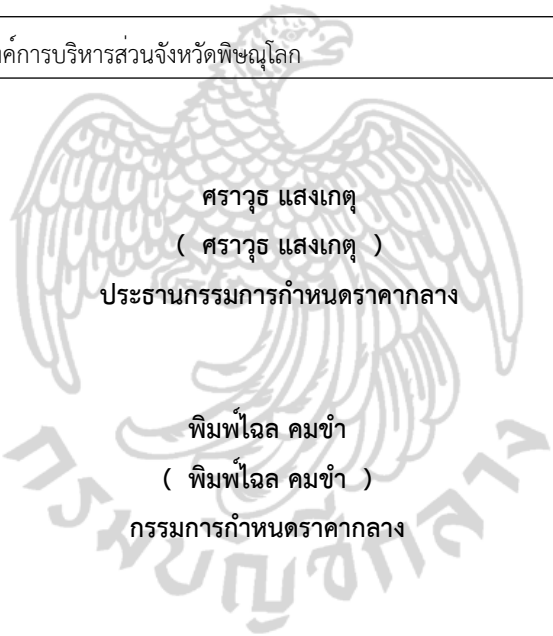 องค์การบริหารส่วนจังหวัดพิษณุโลก
ศราวุธ แสงเกตุ
( ศราวุธ แสงเกตุ )
ประธานกรรมการกำหนดราคากลาง
พิมพ์ไฉล คมขำ
( พิมพ์ไฉล คมขำ )
กรรมการกำหนดราคากลาง
กรมบัญชีกลาง